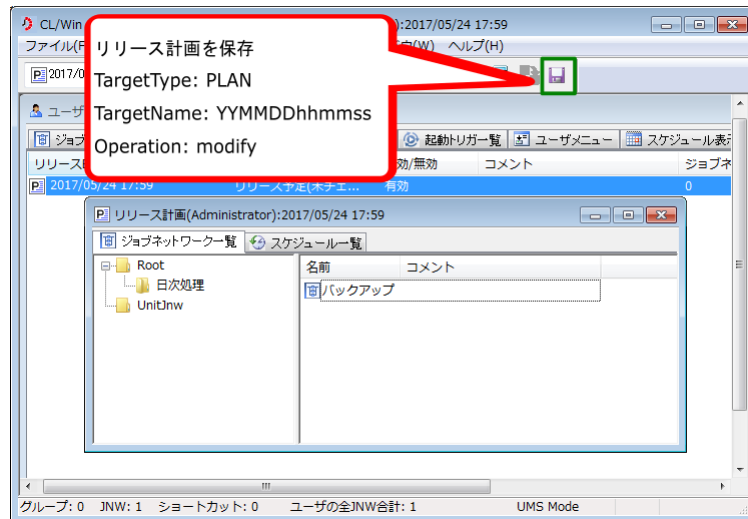 CL/Win
):2017/05/24 17:59
ファイル(F
(W) ヘルプ(H)
リリース計画を保存
TargetType: PLAN
TargetName: YYMMDDhhmmss
Operation: modify
2017/0
ユーザ
ジョブ
起動トリガ一覧
ユーザメニュー
スケジュール表示
リリース
効/無効
コメント
ジョブネ
2017/05/24 17:59
リリース予定(未チエ...
有効
0
リリース計画(Administrator):2017/05/24 17:59
ジョブネットワーク一覧
スケジュール一覧
Root
日次処理
UnitJnw
名前
コメント
バックアップ
グループ: 0 JNW: 1 ショートカット: 0 ユーザの全JNW合計: 1 UMS Mode